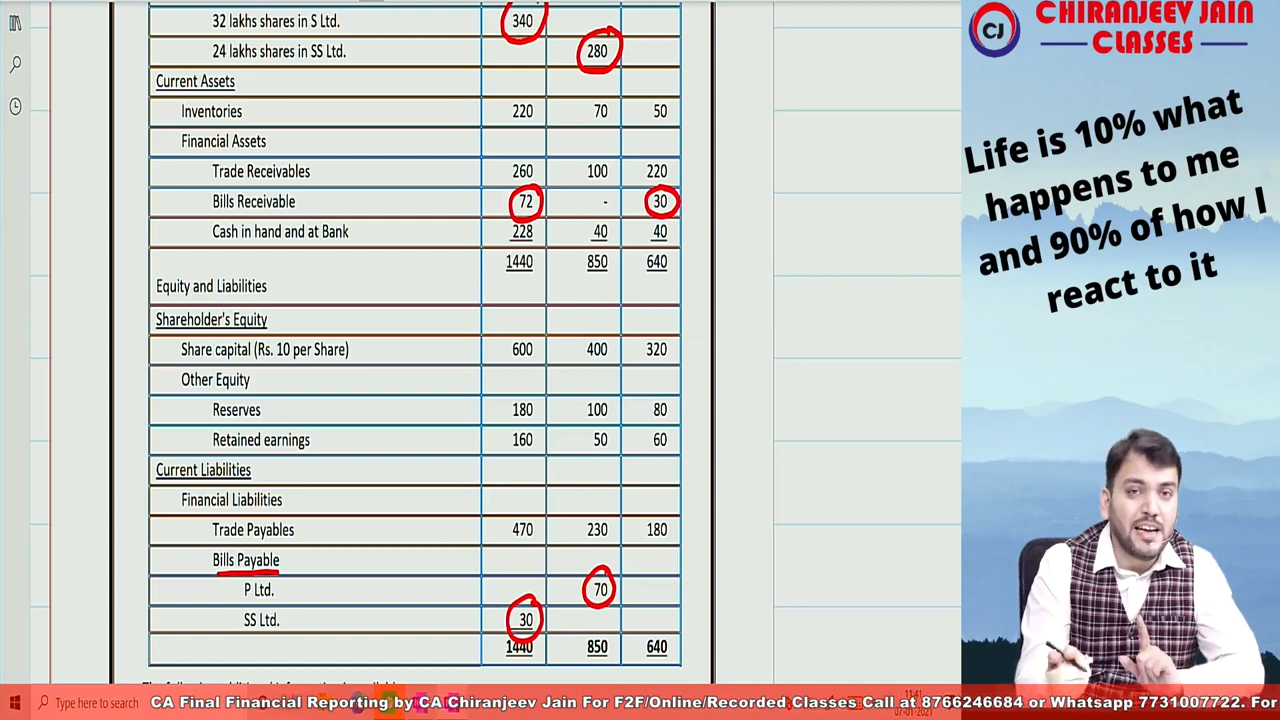 32 lakhs shares in S Ltd. 340
24 lakhs shares in SS Ltd. 280
Current Assets
Inventories 220 70 50
Financial Assets
Trade Receivables 260 100 220
Bills Receivable 72 - 30
Cash in hand and at Bank 228 40 40
1440 850 640
Equity and Liabilities
Shareholder's Equity
Share capital (Rs. 10 per Share) 600 400 320
Other Equity
Reserves 180 100 80
Retained earnings 160 50 60
Current Liabilities
Financial Liabilities
Trade Payables 470 230 180
Bills Payable
P Ltd. 70
SS Ltd. 30
1440 850 640
CJ
CHIRANJEEV JAIN
CLASSES
Life is 10% what
happens to me
and 90% of how I
react to it
Type here to search
11:41
07-01-2021
CA Final Financial Reporting by CA Chiranjeev Jain For F2F/Online/Recorded Classes Call at 8766246684 or Whatsapp 7731007722. For